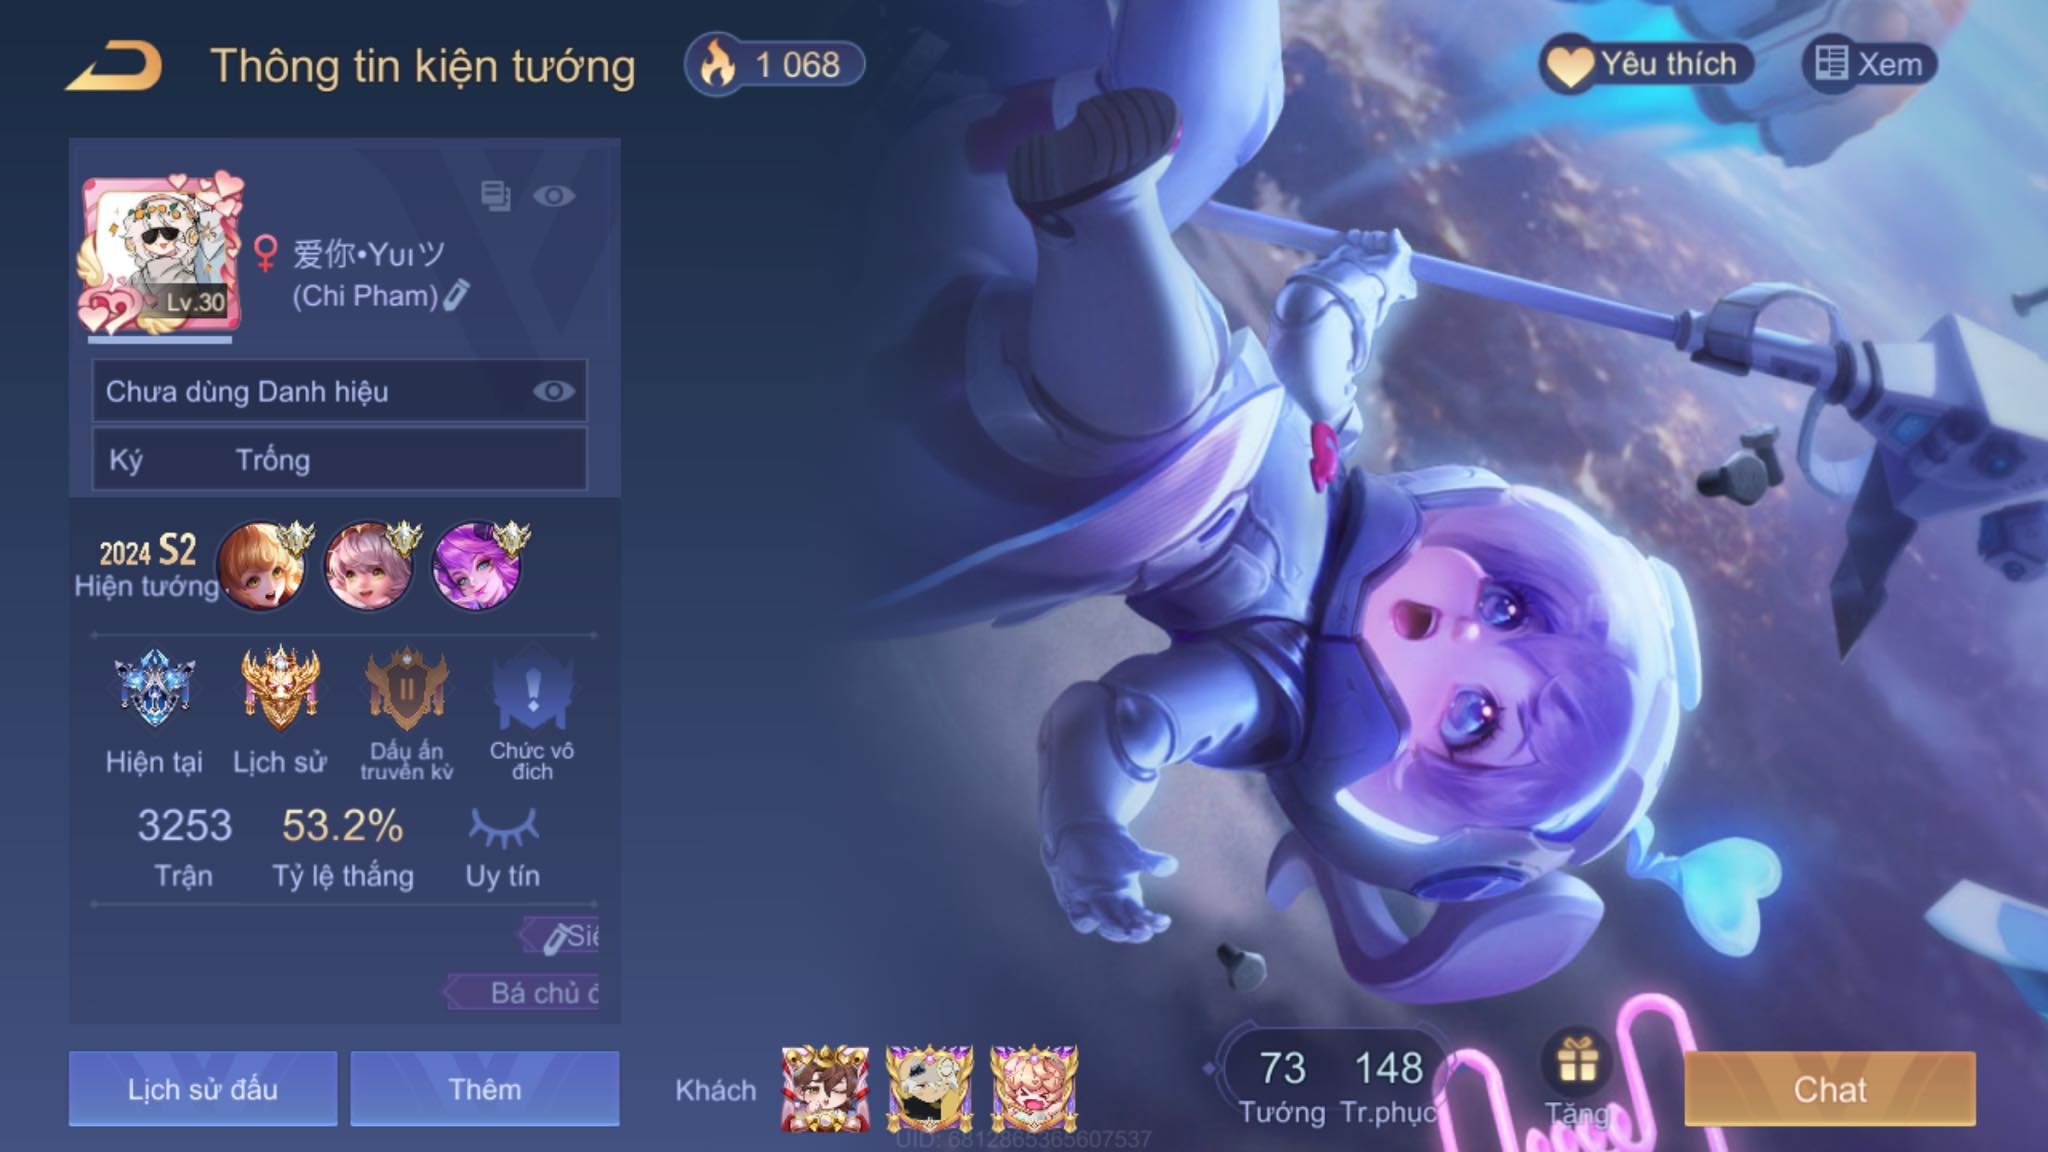 Thông tin kiện tướng
1 068
Yêu thích
Xem
爱你•Yuıツ
(Chi Pham)
Lv.30
Chưa dùng Danh hiệu
Ký Trống
2024 S2
Hiện tướng
Hiện tại
Lịch sử
Dấu ấn
truyền kỳ
Chức vô
địch
3253
Trận
53.2%
Tỷ lệ thắng
Uy tín
Siê
Bá chủ đ
Lịch sử đấu
Thêm
Khách
73
Tướng
148
Tr.phục
Tặng
Chat
UID: 6812865365607537